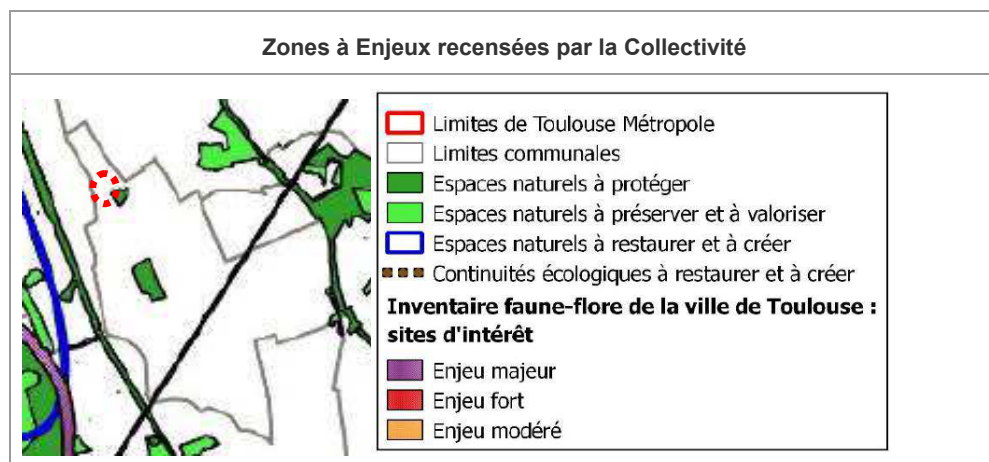 Zones à Enjeux recensées par la Collectivité
Limites de Toulouse Métropole
Limites communales
Espaces naturels à protéger
Espaces naturels à préserver et à valoriser
Espaces naturels à restaurer et à créer
Continuités écologiques à restaurer et à créer
Inventaire faune-flore de la ville de Toulouse :
sites d'intérêt
Enjeu majeur
Enjeu fort
Enjeu modéré